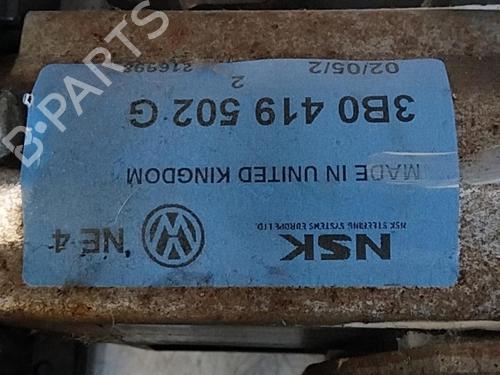 NSK
NSK STEERING SYSTEMS EUROPE LTD.
NE 4
MADE IN UNITED KINGDOM
3B0 419 502 G
2
02/05/2
B-PARTS